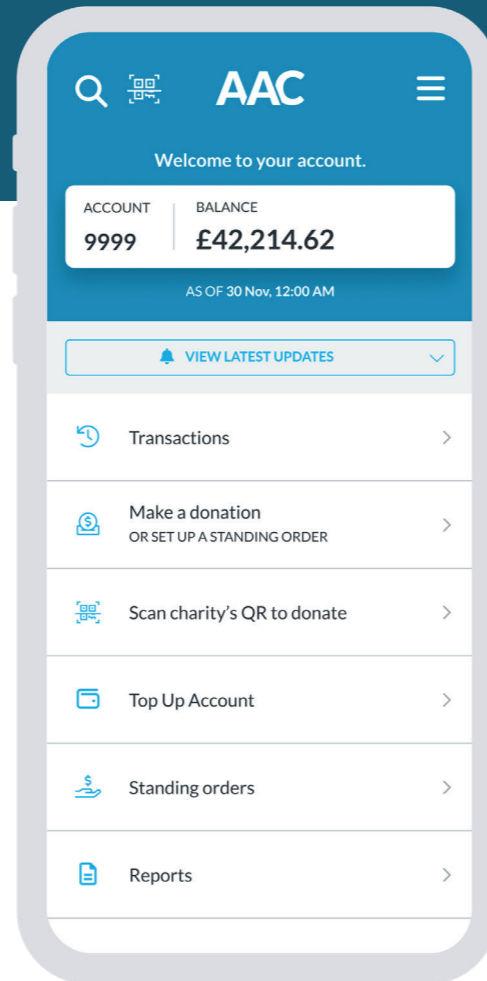 AAC
Welcome to your account.
ACCOUNT
9999
BALANCE
£42,214.62
AS OF 30 Nov, 12:00 AM
VIEW LATEST UPDATES
Transactions
Make a donation
OR SET UP A STANDING ORDER
Scan charity's QR to donate
Top Up Account
Standing orders
Reports